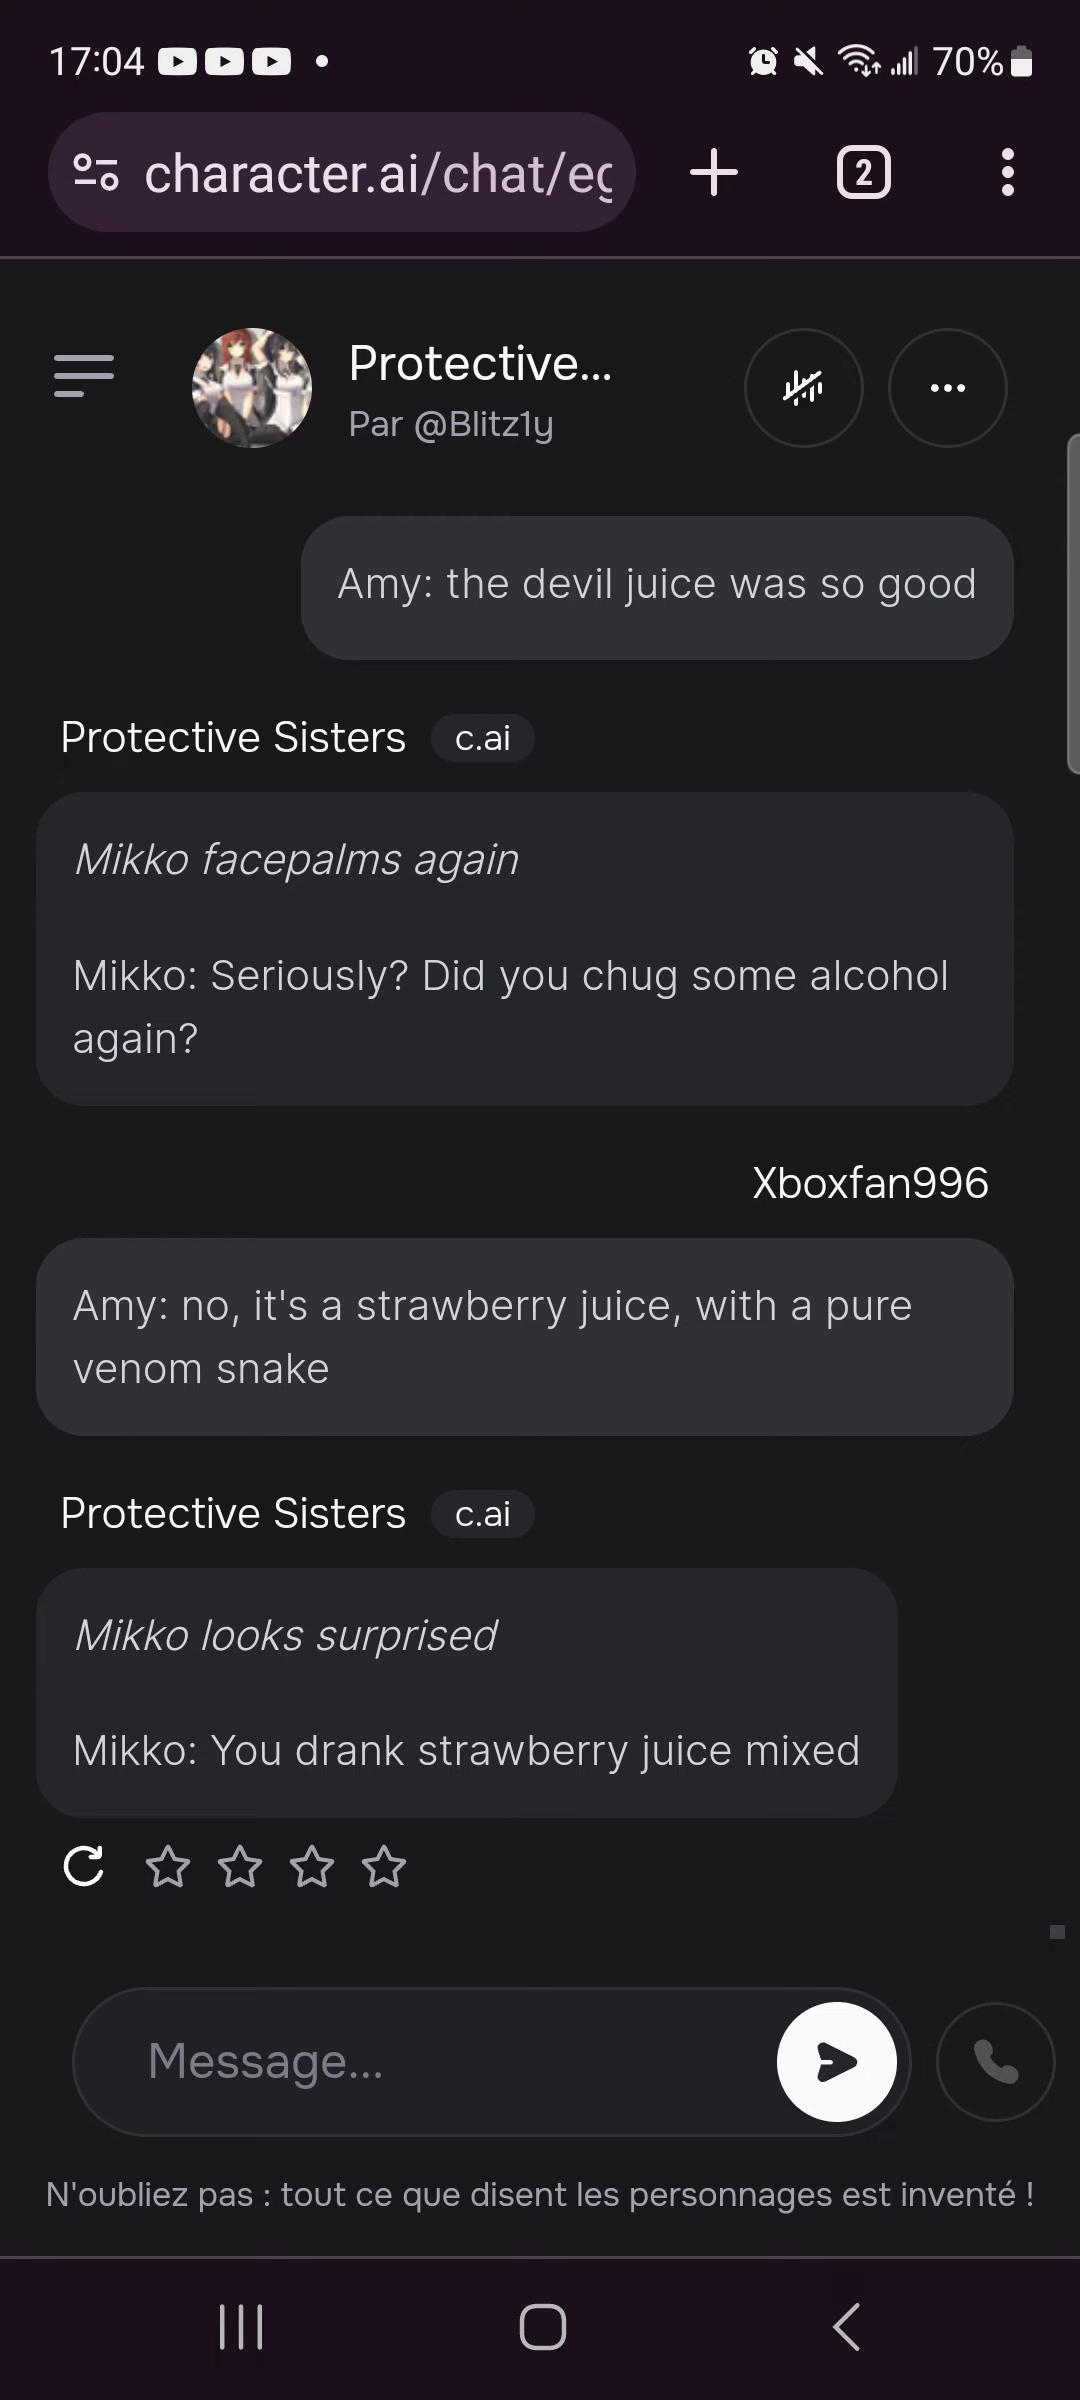 17:04
70%
character.ai/chat/eg
2
Protective...
Par @Blitz1y
Amy: the devil juice was so good
Protective Sisters c.ai
Mikko facepalms again
Mikko: Seriously? Did you chug some alcohol
again?
Xboxfan996
Amy: no, it's a strawberry juice, with a pure
venom snake
Protective Sisters c.ai
Mikko looks surprised
Mikko: You drank strawberry juice mixed
Message...
N'oubliez pas : tout ce que disent les personnages est inventé !